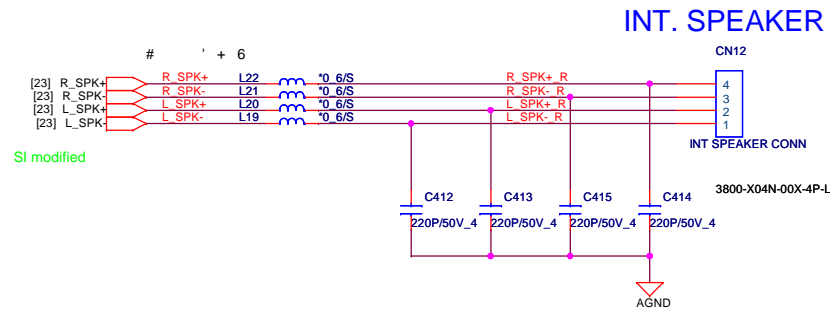 INT. SPEAKER
CN12
# ' + 6
[23] R_SPK+ R_SPK+ L22 *0_6/S R_SPK+_R 4
[23] R_SPK- R_SPK- L21 *0_6/S R_SPK-_R 3
[23] L_SPK+ L_SPK+ L20 *0_6/S L_SPK+_R 2
[23] L_SPK- L_SPK- L19 *0_6/S L_SPK-_R 1
INT SPEAKER CONN
SI modified
3800-X04N-00X-4P-L
C412 C413 C415 C414
220P/50V_4 220P/50V_4 220P/50V_4 220P/50V_4
AGND